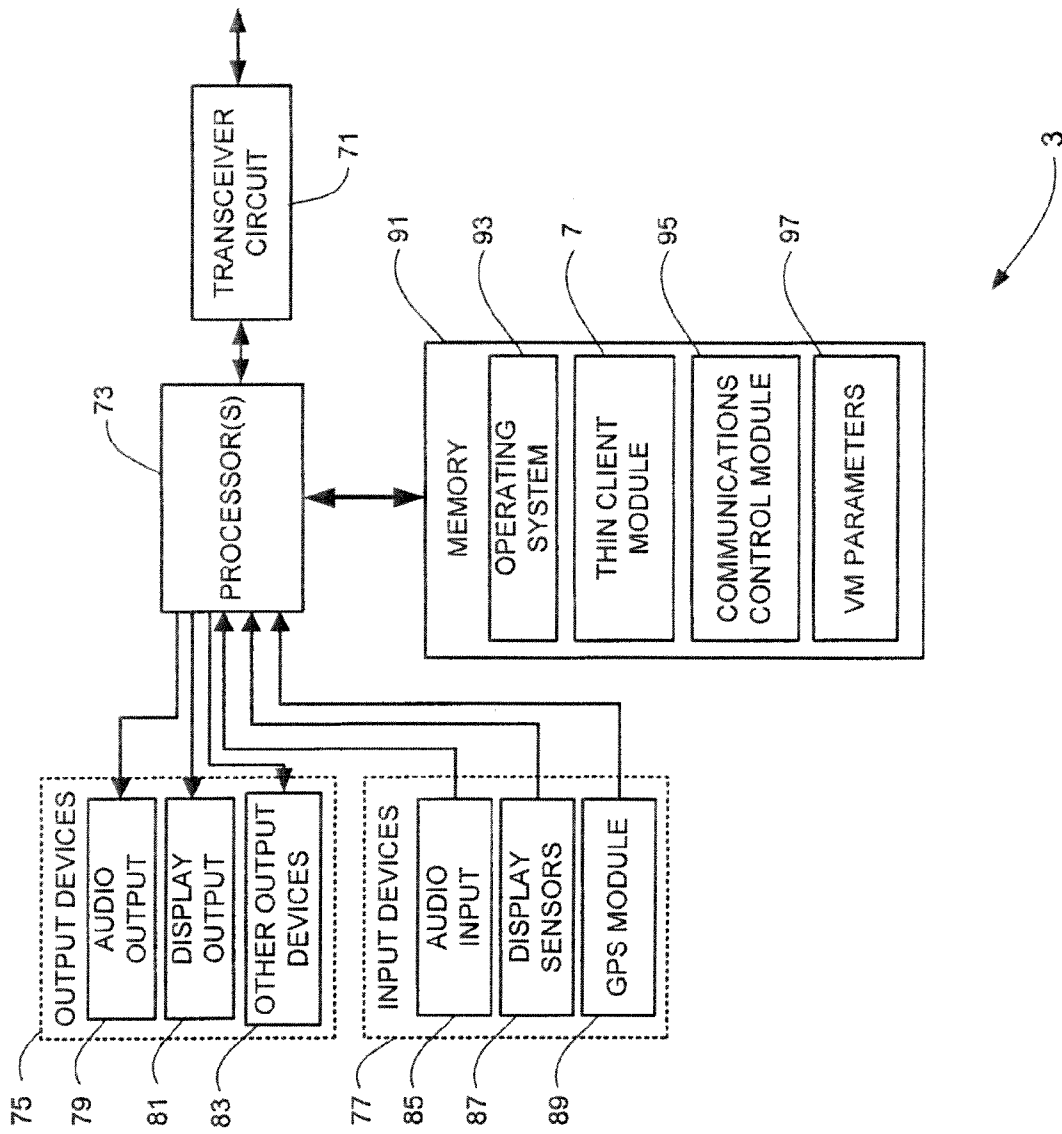 75
OUTPUT DEVICES
79
AUDIO
OUTPUT
81
DISPLAY
OUTPUT
83
OTHER OUTPUT
DEVICES
77
INPUT DEVICES
85
AUDIO
INPUT
87
DISPLAY
SENSORS
89
GPS MODULE
73
PROCESSOR(S)
TRANSCEIVER
CIRCUIT
71
91
MEMORY
93
OPERATING
SYSTEM
7
THIN CLIENT
MODULE
95
COMMUNICATIONS
CONTROL MODULE
97
VM PARAMETERS
3